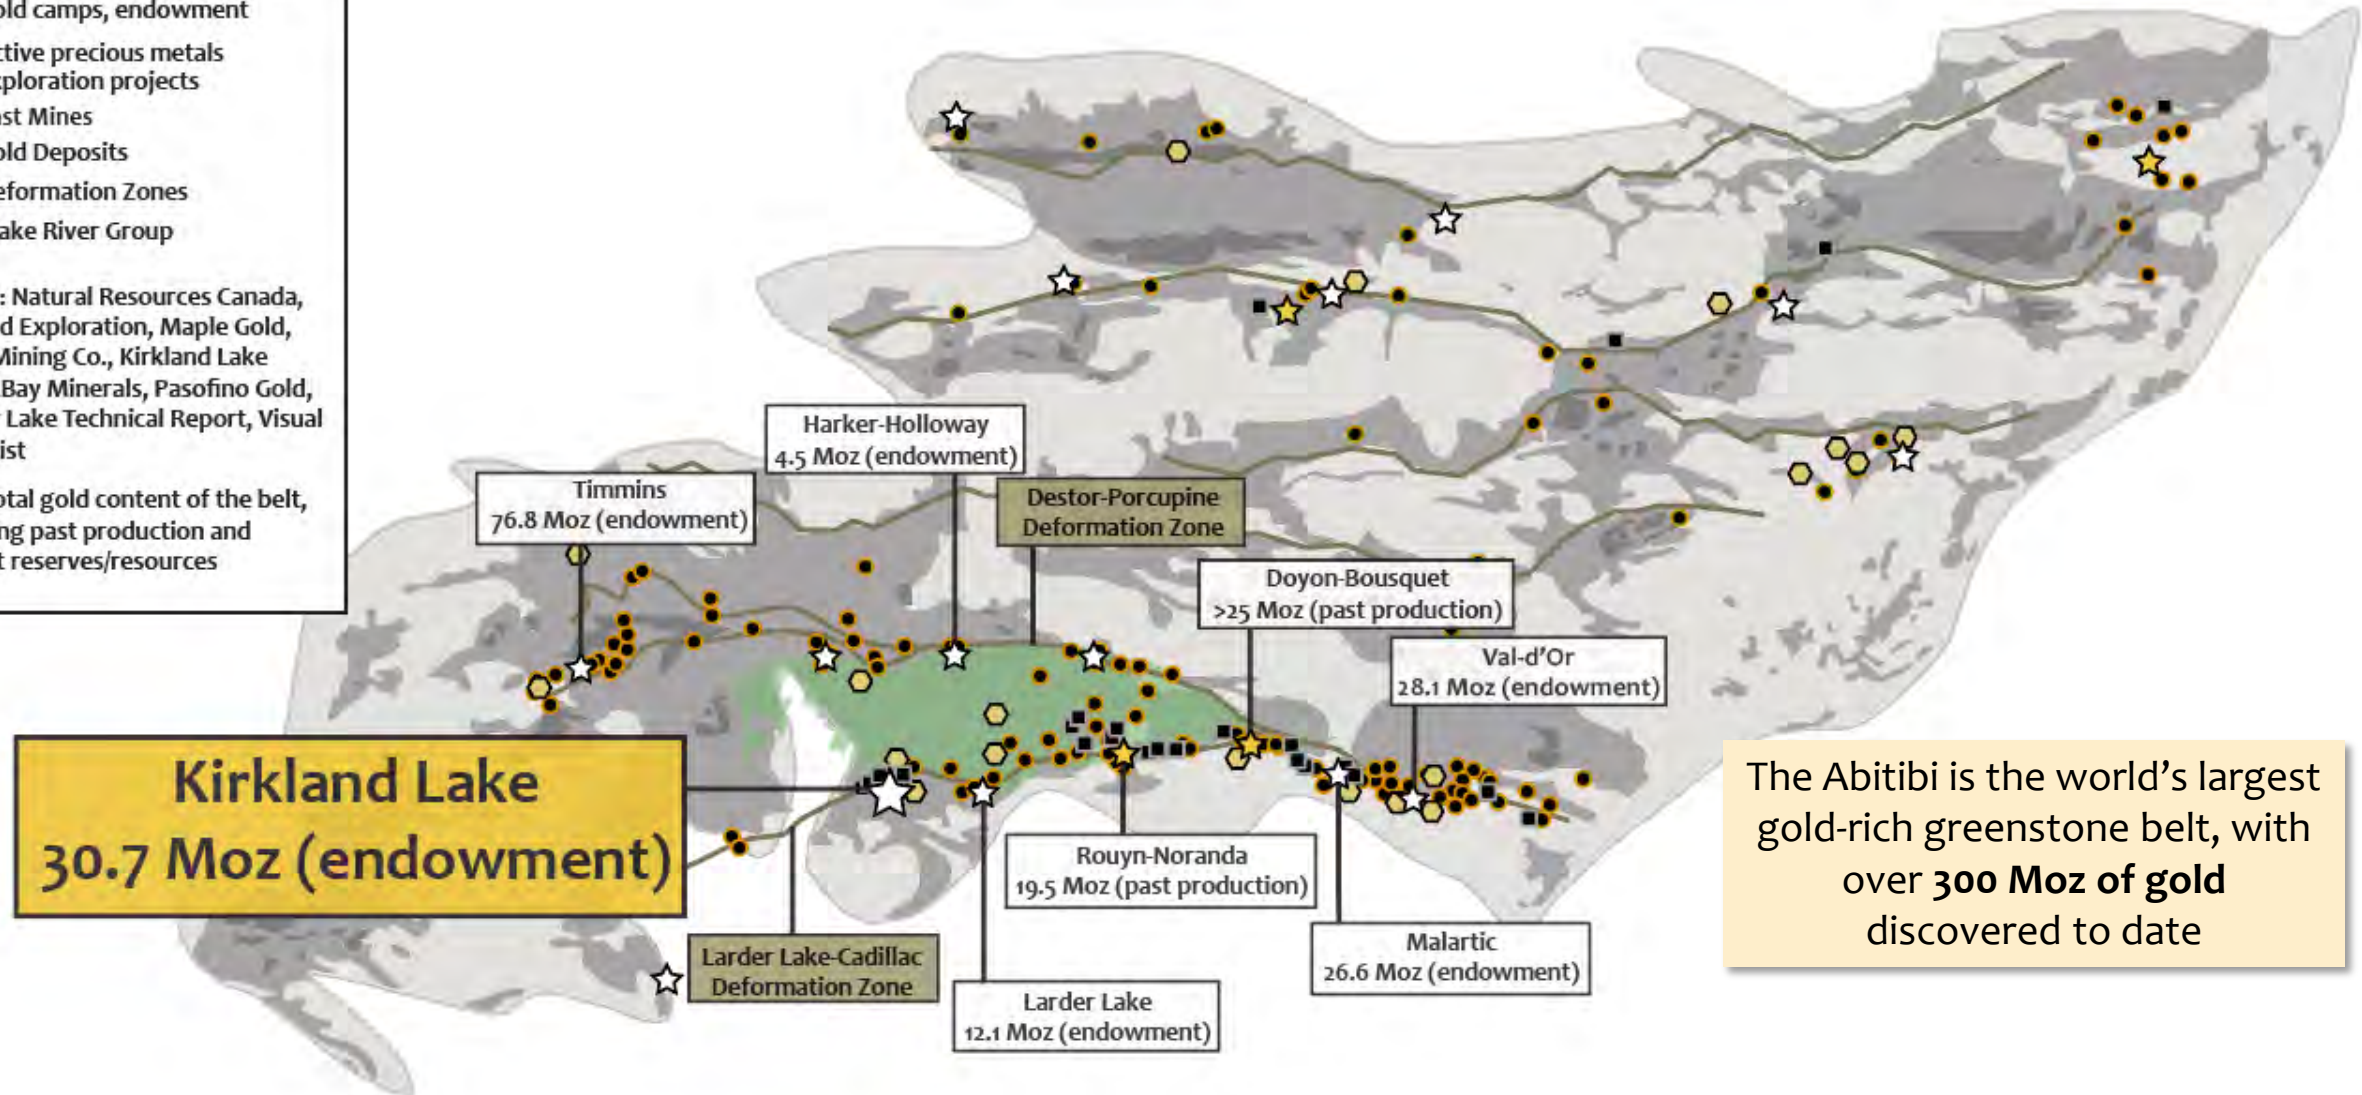 old camps, endowment
ctive precious metals
xploration projects
ast Mines
old Deposits
eformation Zones
ake River Group
: Natural Resources Canada,
d Exploration, Maple Gold,
Mining Co., Kirkland Lake
Bay Minerals, Pasofino Gold,
r Lake Technical Report, Visual
ist
otal gold content of the belt,
ng past production and
t reserves/resources
Harker-Holloway
4.5 Moz (endowment)
Timmins
76.8 Moz (endowment)
Destor-Porcupine
Deformation Zone
Doyon-Bousquet
>25 Moz (past production)
Val-d’Or
28.1 Moz (endowment)
Kirkland Lake
30.7 Moz (endowment)
Rouyn-Noranda
19.5 Moz (past production)
Larder Lake-Cadillac
Deformation Zone
Malartic
26.6 Moz (endowment)
Larder Lake
12.1 Moz (endowment)
The Abitibi is the world’s largest
gold-rich greenstone belt, with
over 300 Moz of gold
discovered to date